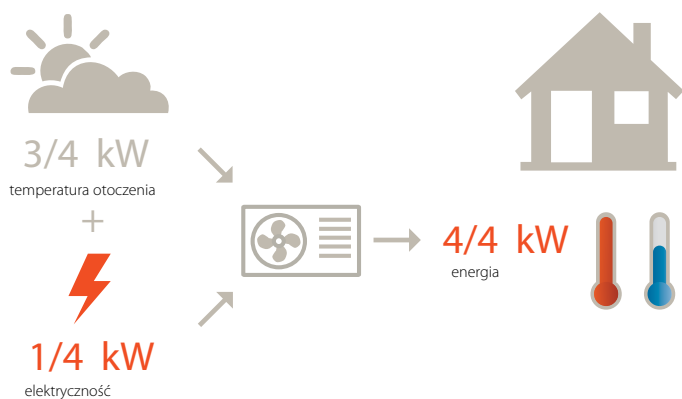 3/4 kW
temperatura otoczenia
+
1/4 kW
elektryczność
4/4 kW
energia